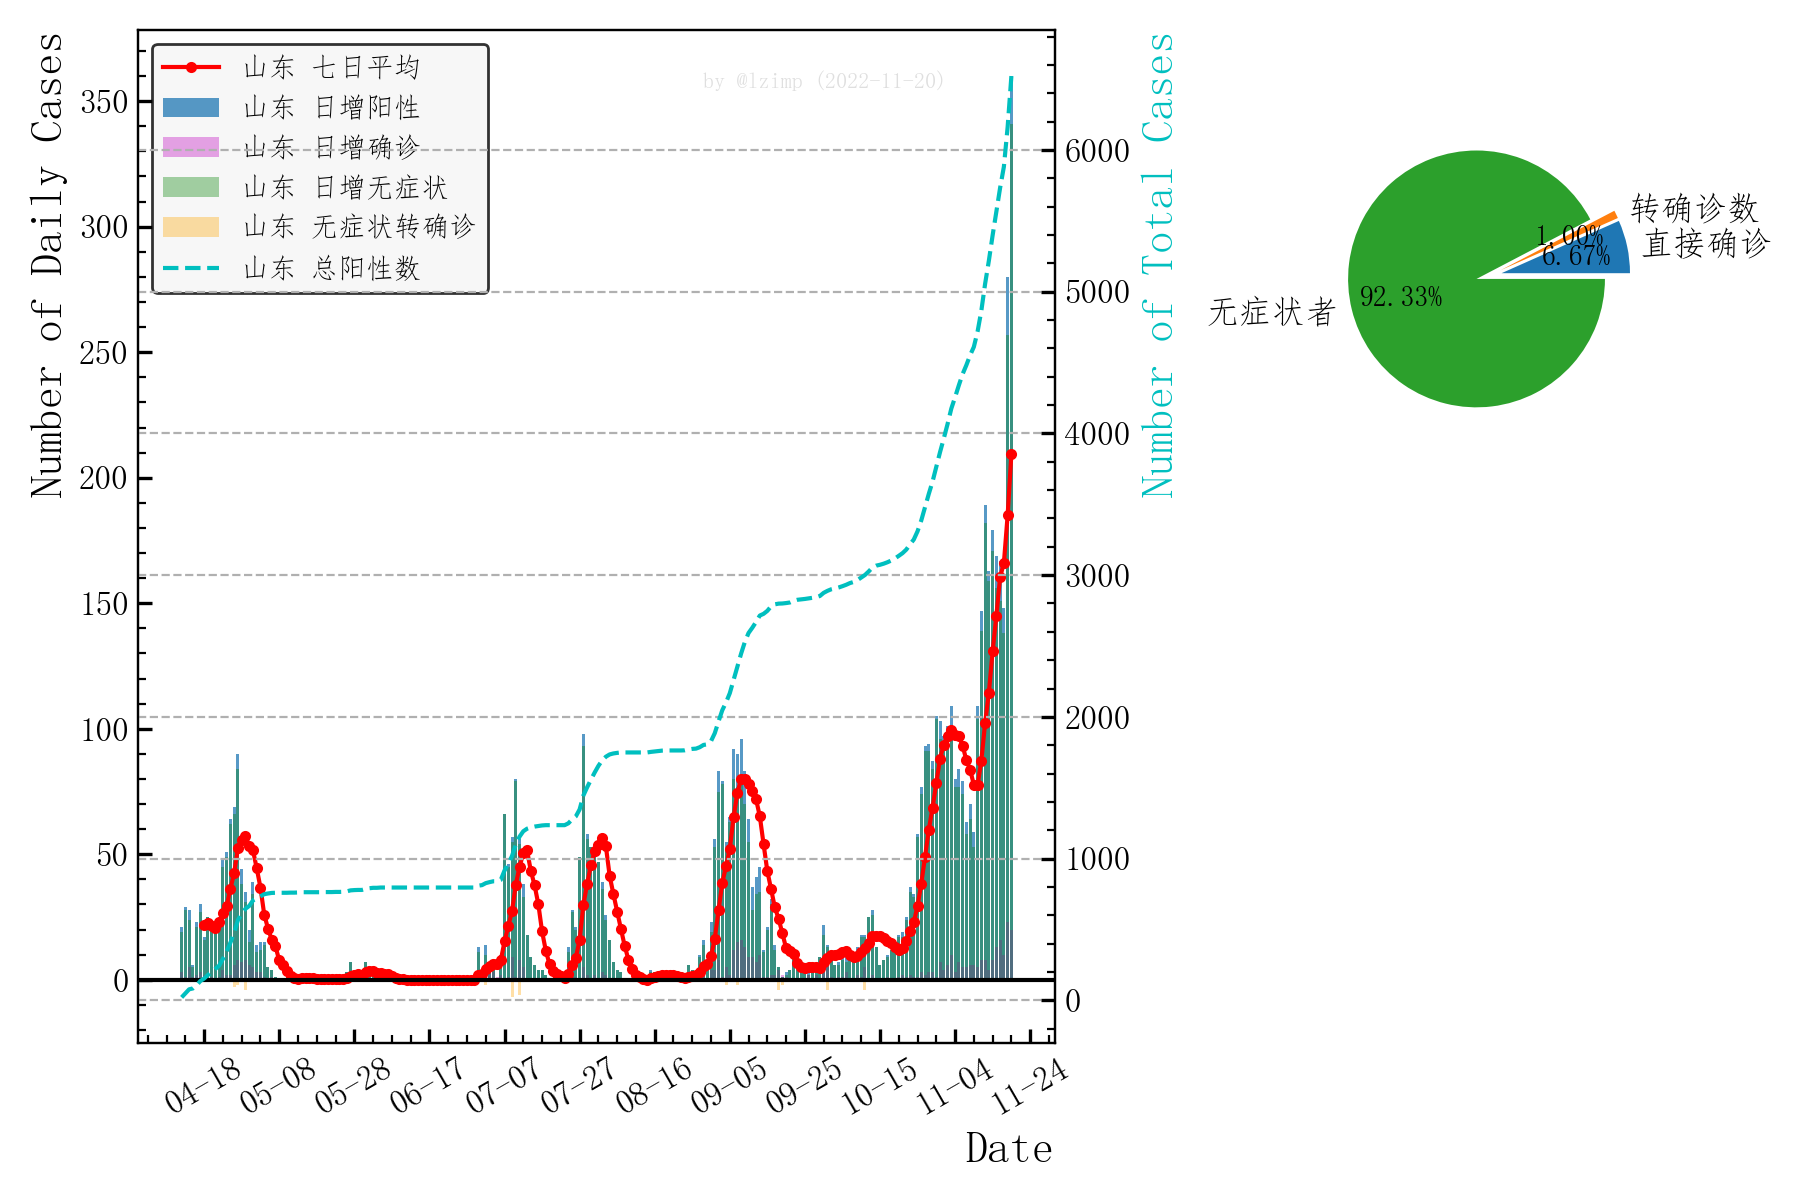 Number of Daily Cases
350
300
250
200
150
100
50
0
山东 七日平均
山东 日增阳性
山东 日增确诊
山东 日增无症状
山东 无症状转确诊
山东 总阳性数
by @lzimp (2022-11-20)
6000
5000
4000
3000
2000
1000
0
Number of Total Cases
04-18
05-08
05-28
06-17
07-07
07-27
08-16
09-05
09-25
10-15
11-04
11-24
Date
转确诊数
直接确诊
无症状者
1.00%
6.67%
92.33%